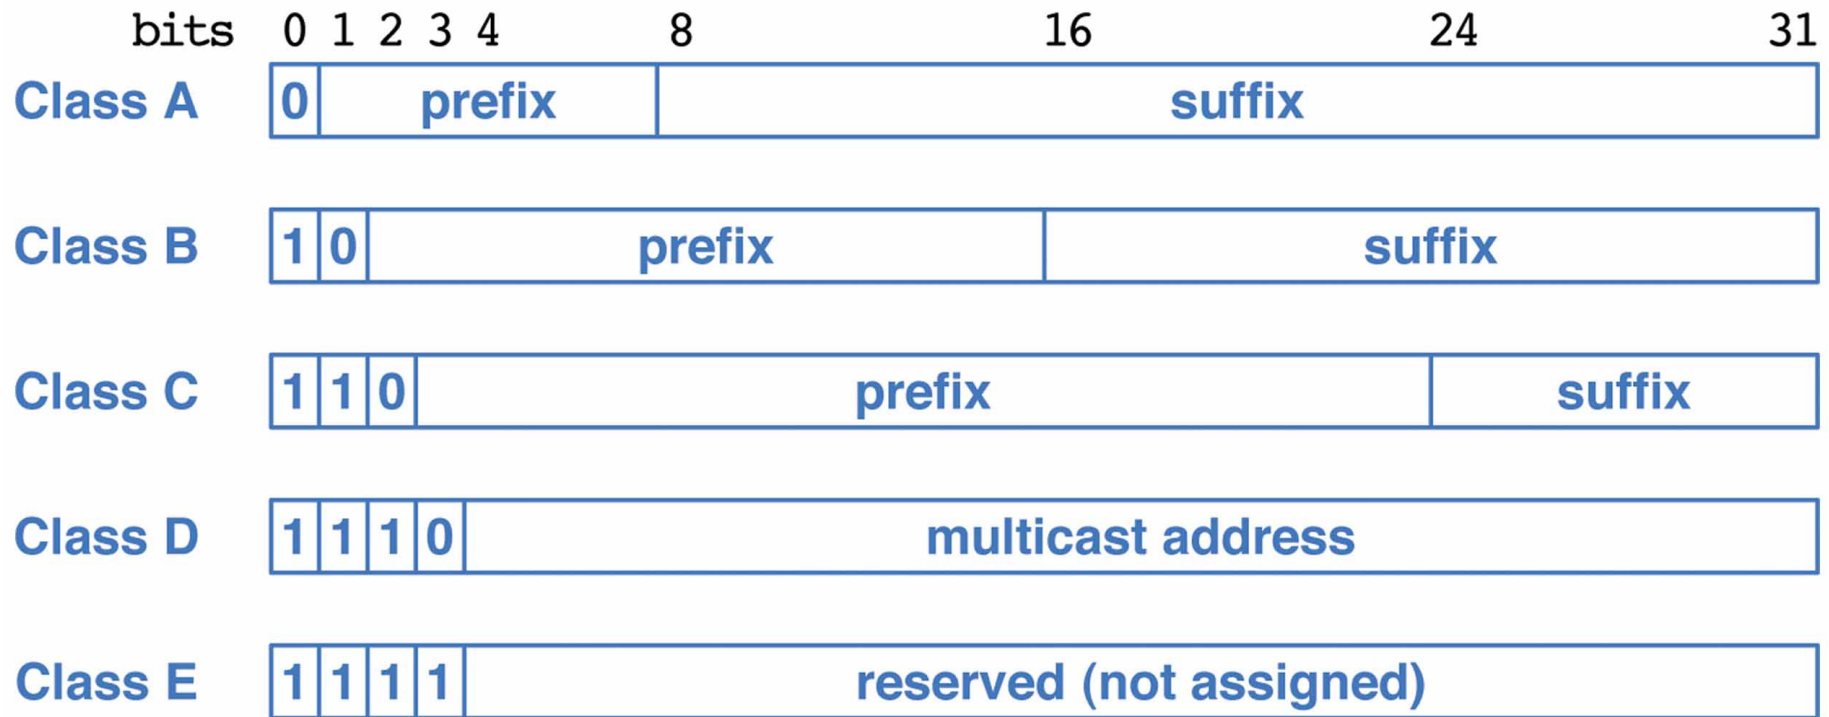 bits 0 1 2 3 4 8 16 24 31
Class A 0 prefix suffix
Class B 1 0 prefix suffix
Class C 1 1 0 prefix suffix
Class D 1 1 1 0 multicast address
Class E 1 1 1 1 reserved (not assigned)